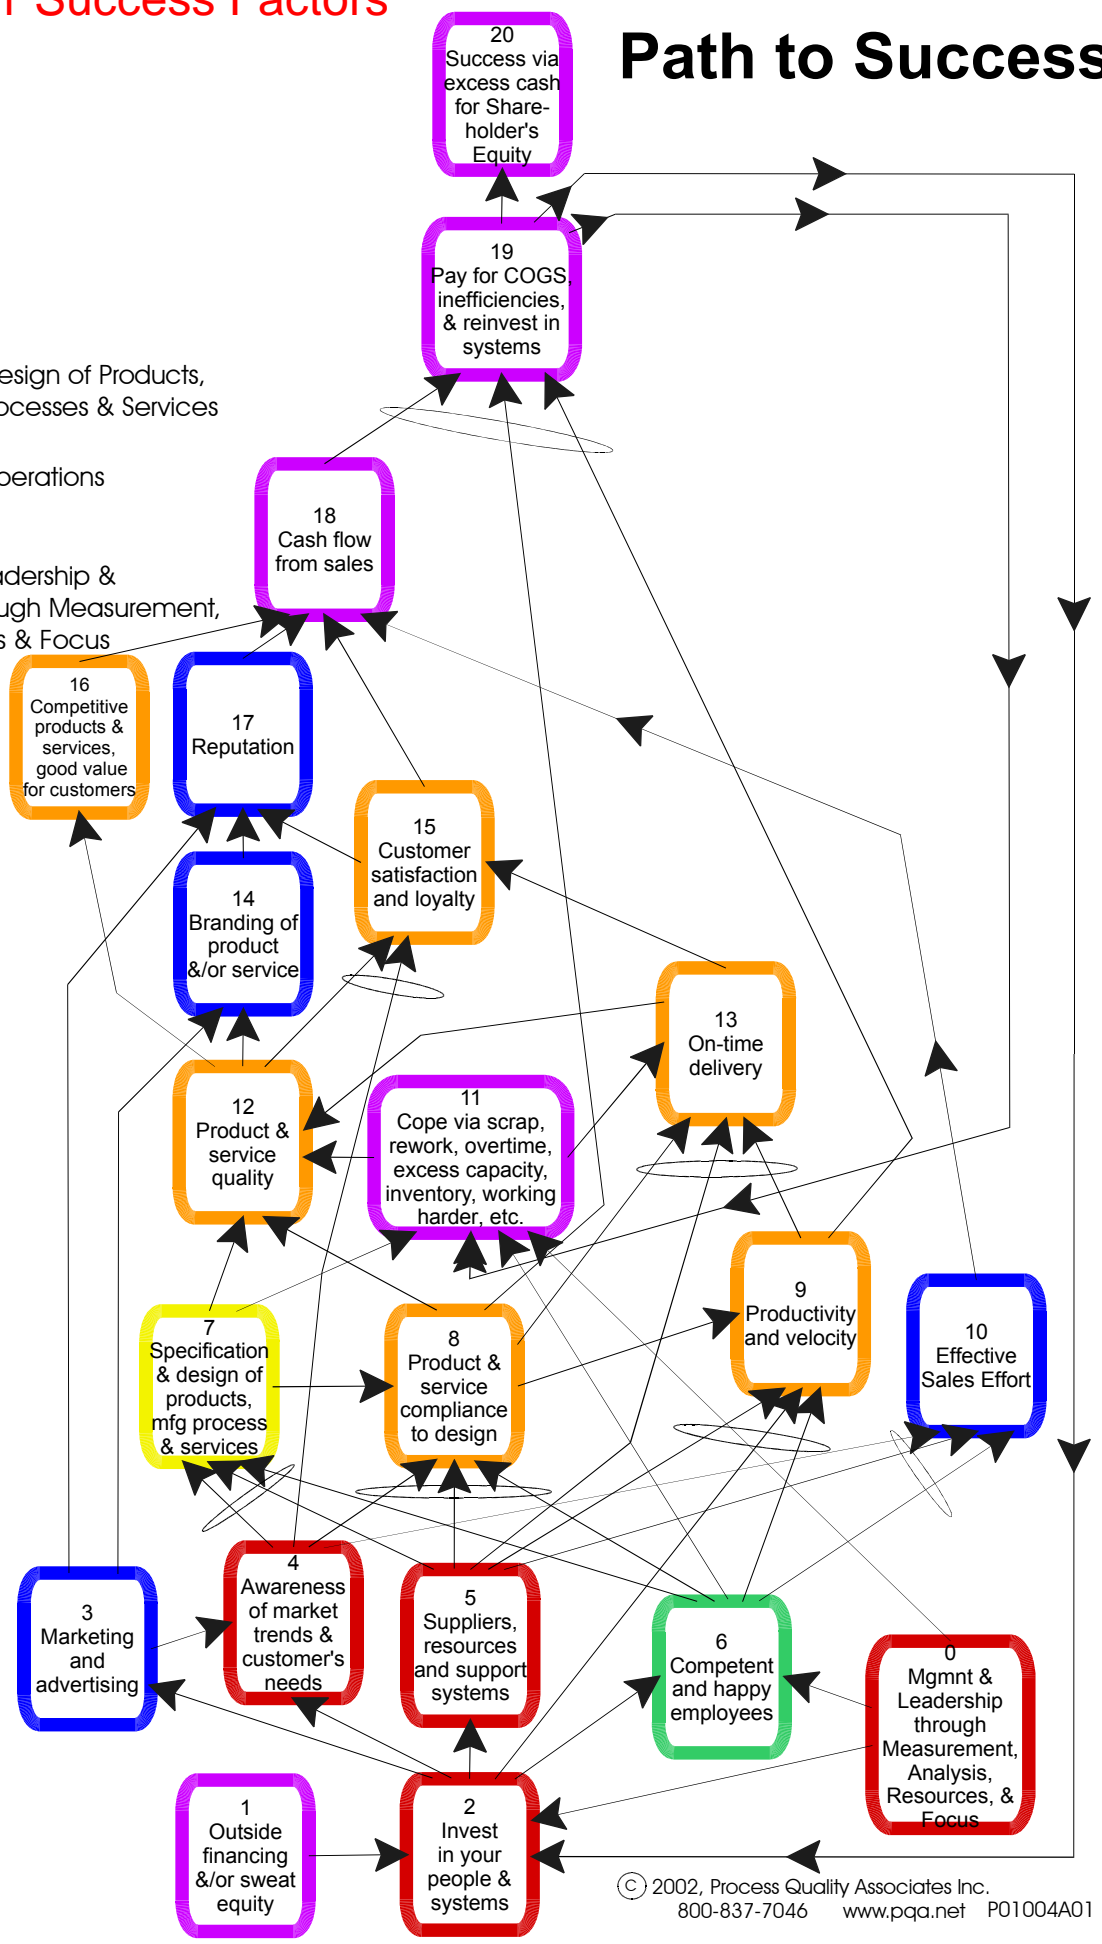 Success Factors
Path to Success
20
Success via
excess cash
for Share-
holder's
Equity
19
Pay for COGS,
inefficiencies,
& reinvest in
systems
esign of Products,
ocesses & Services
perations
adership &
ugh Measurement,
s & Focus
18
Cash flow
from sales
16
Competitive
products &
services,
good value
for customers
17
Reputation
15
Customer
satisfaction
and loyalty
14
Branding of
product
&/or service
13
On-time
delivery
12
Product &
service
quality
11
Cope via scrap,
rework, overtime,
excess capacity,
inventory, working
harder, etc.
9
Productivity
and velocity
10
Effective
Sales Effort
7
Specification
& design of
products,
mfg process
& services
8
Product &
service
compliance
to design
3
Marketing
and
advertising
4
Awareness
of market
trends &
customer's
needs
5
Suppliers,
resources
and support
systems
6
Competent
and happy
employees
0
Mgmnt &
Leadership
through
Measurement,
Analysis,
Resources, &
Focus
1
Outside
financing
&/or sweat
equity
2
Invest
in your
people &
systems
© 2002, Process Quality Associates Inc.
800-837-7046 www.pqa.net P01004A01